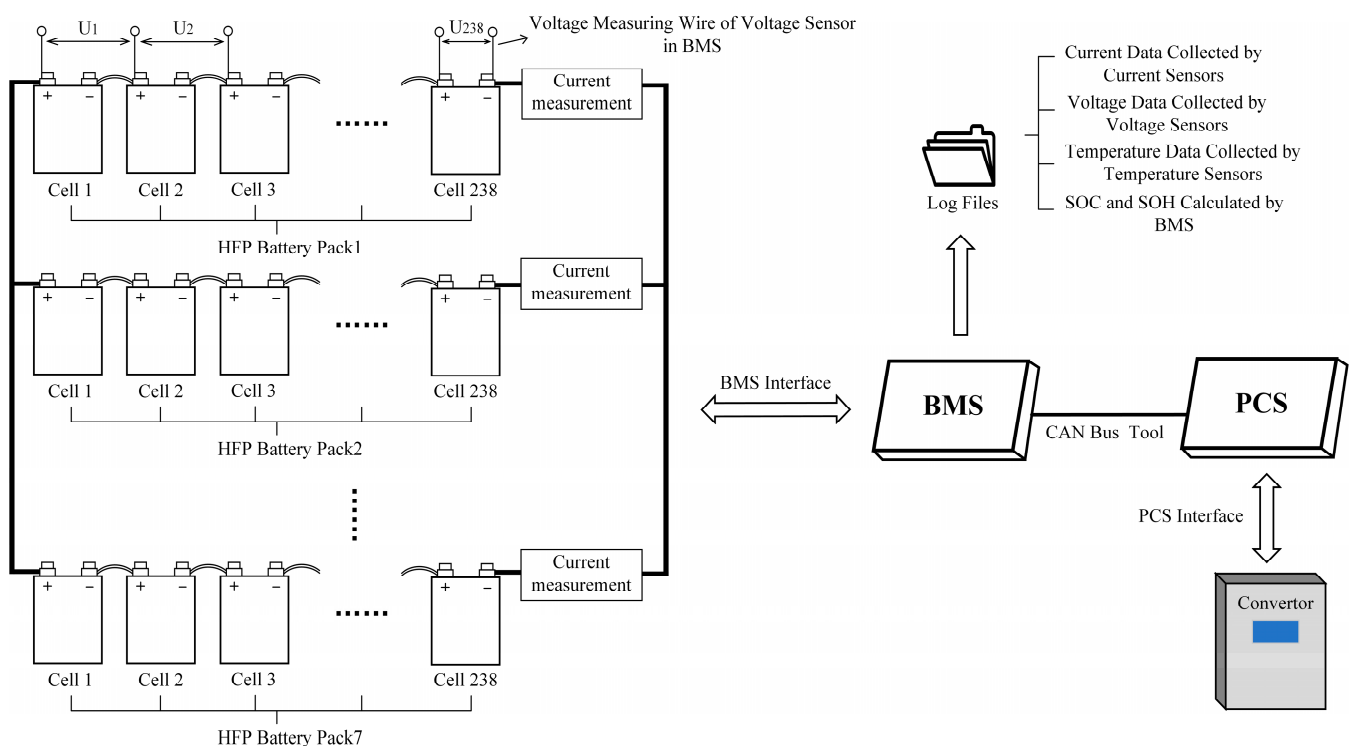 U1
U2
U238
Voltage Measuring Wire of Voltage Sensor
in BMS
+ − + − + − + −
Current
measurement
Cell 1
Cell 2
Cell 3
Cell 238
HFP Battery Pack1
+ − + − + − + −
Current
measurement
Cell 1
Cell 2
Cell 3
Cell 238
HFP Battery Pack2
+ − + − + − + −
Current
measurement
Cell 1
Cell 2
Cell 3
Cell 238
HFP Battery Pack7
BMS Interface
Log Files
Current Data Collected by
Current Sensors
Voltage Data Collected by
Voltage Sensors
Temperature Data Collected by
Temperature Sensors
SOC and SOH Calculated by
BMS
BMS
CAN Bus Tool
PCS
PCS Interface
Convertor